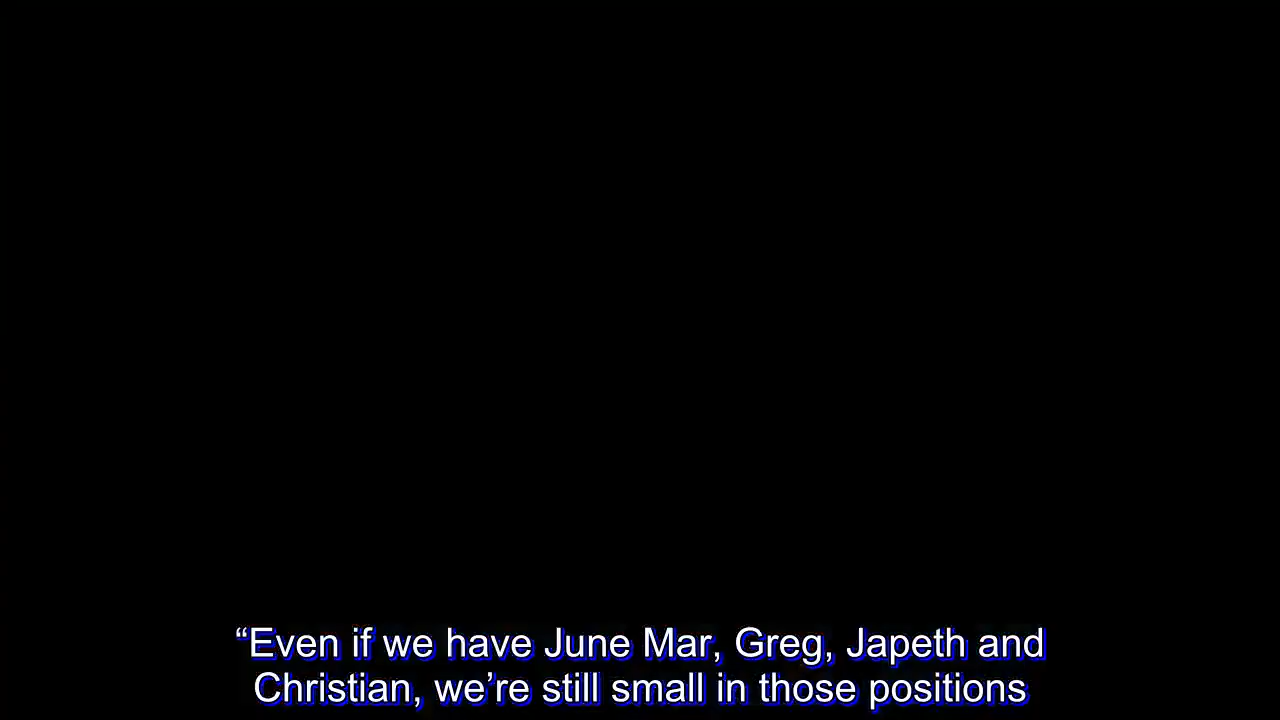 “Even if we have June Mar, Greg, Japeth and
Christian, we’re still small in those positions